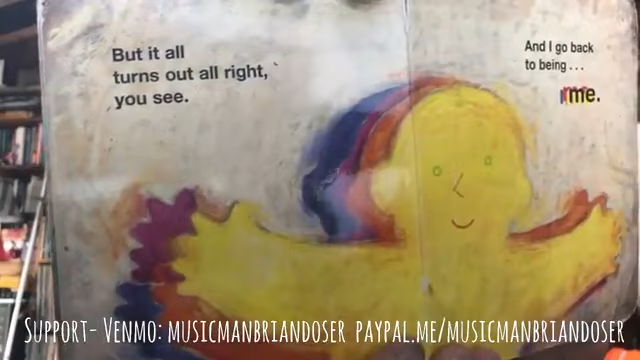 But it all
turns out all right,
you see.
And I go back
to being . . .
me.
Support- Venmo: musicmanbriandoser paypal.me/musicmanbriandoser